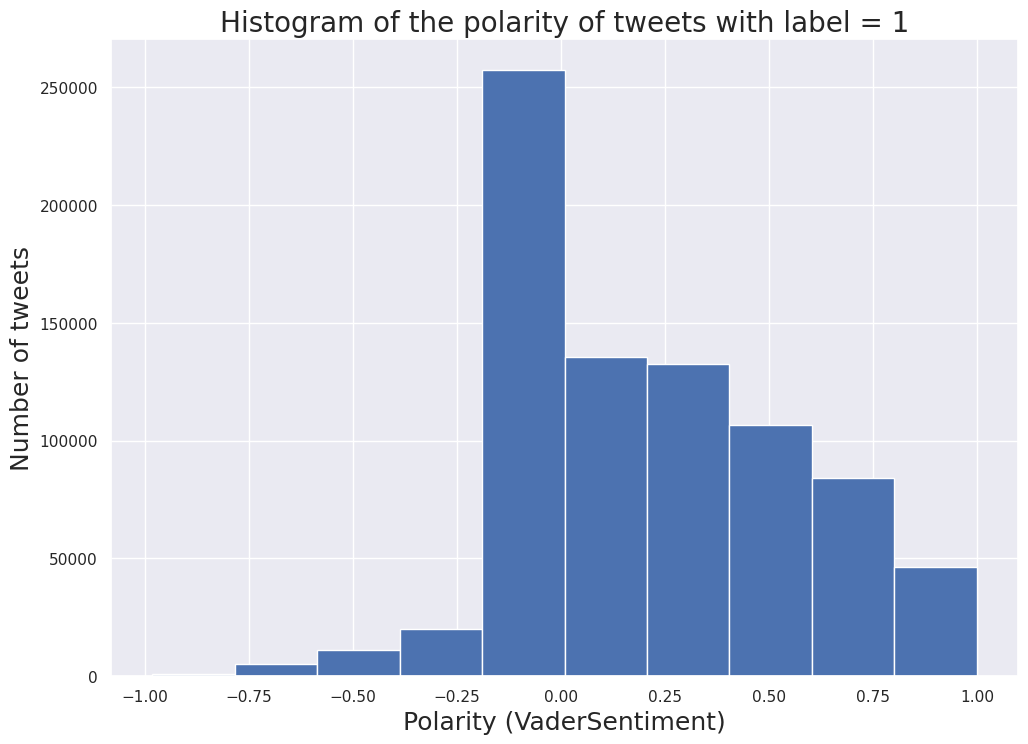 Histogram of the polarity of tweets with label = 1
250000
200000
150000
100000
50000
0
Number of tweets
−1.00 −0.75 −0.50 −0.25 0.00 0.25 0.50 0.75 1.00
Polarity (VaderSentiment)